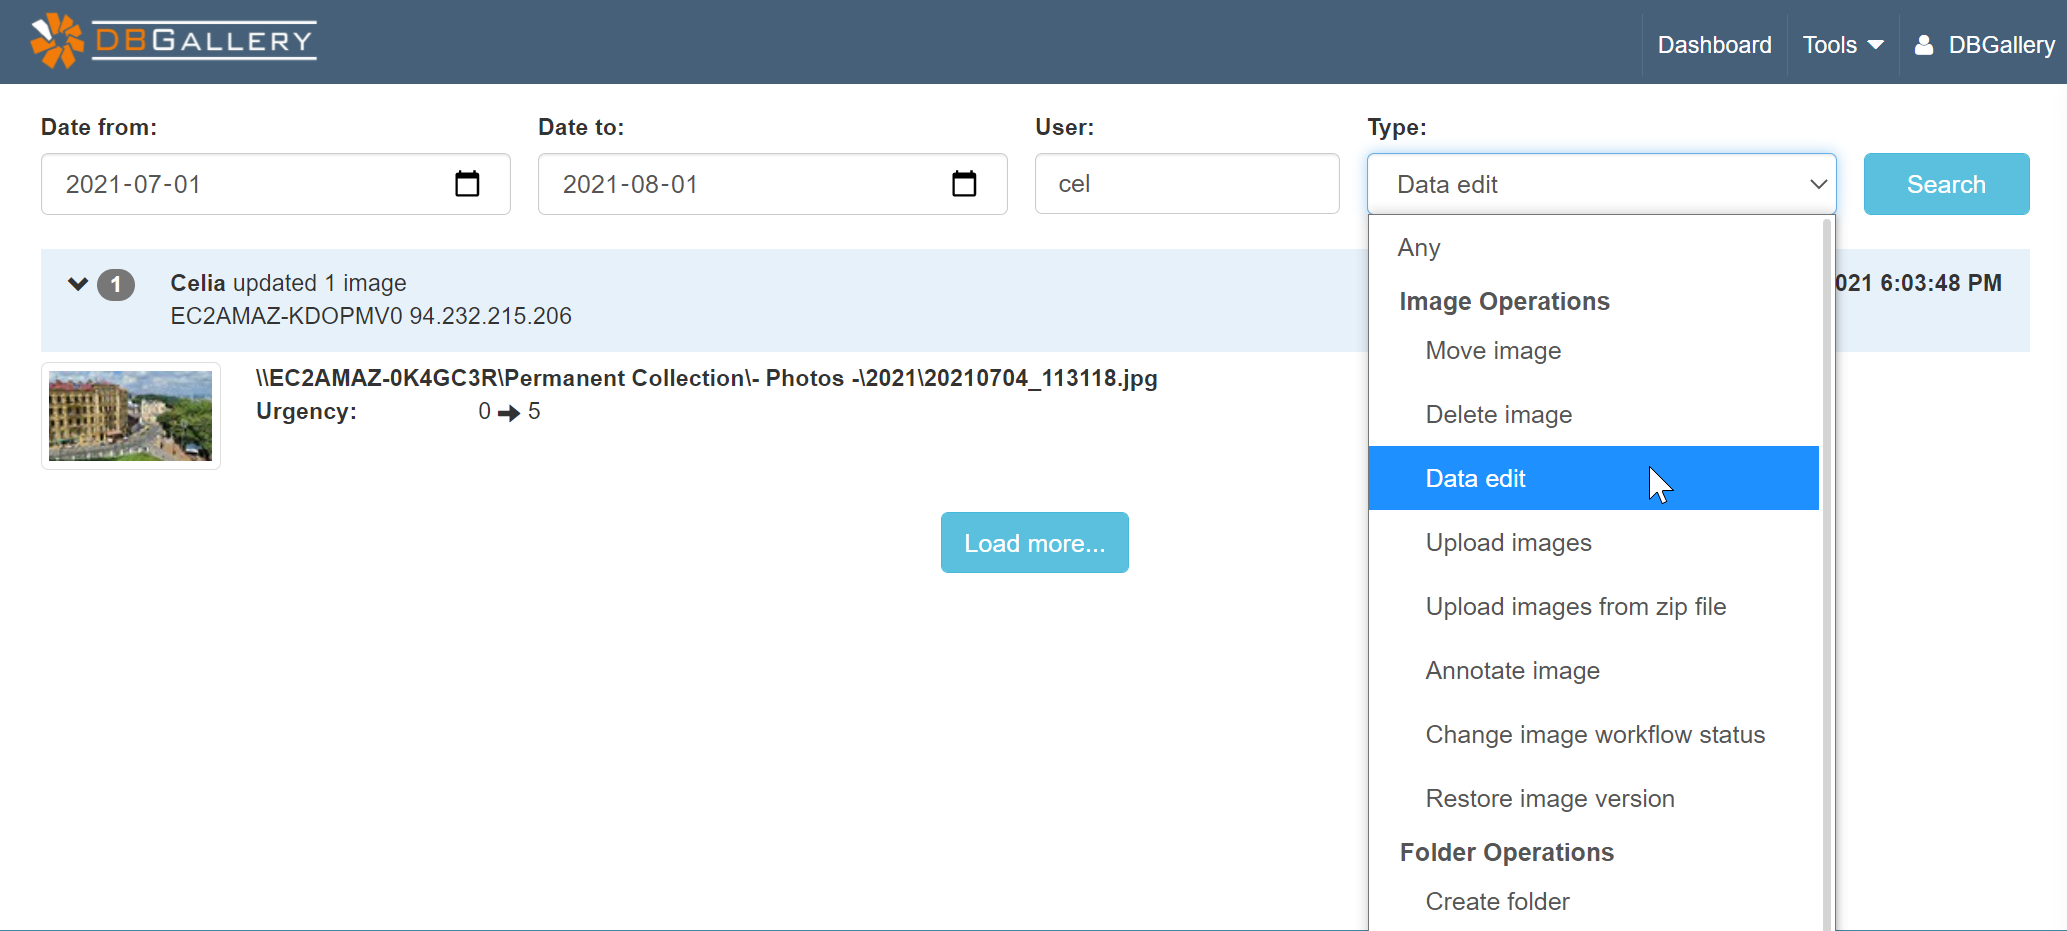 DBGALLERY
Dashboard
Tools
DBGallery
Date from:
Date to:
User:
Type:
2021-07-01
2021-08-01
cel
Data edit
Search
1
Celia updated 1 image
021 6:03:48 PM
EC2AMAZ-KDOPMV0 94.232.215.206
\\EC2AMAZ-0K4GC3R\Permanent Collection\- Photos -\2021\20210704_113118.jpg
Urgency: 0 ➔ 5
Load more...
Any
Image Operations
Move image
Delete image
Data edit
Upload images
Upload images from zip file
Annotate image
Change image workflow status
Restore image version
Folder Operations
Create folder